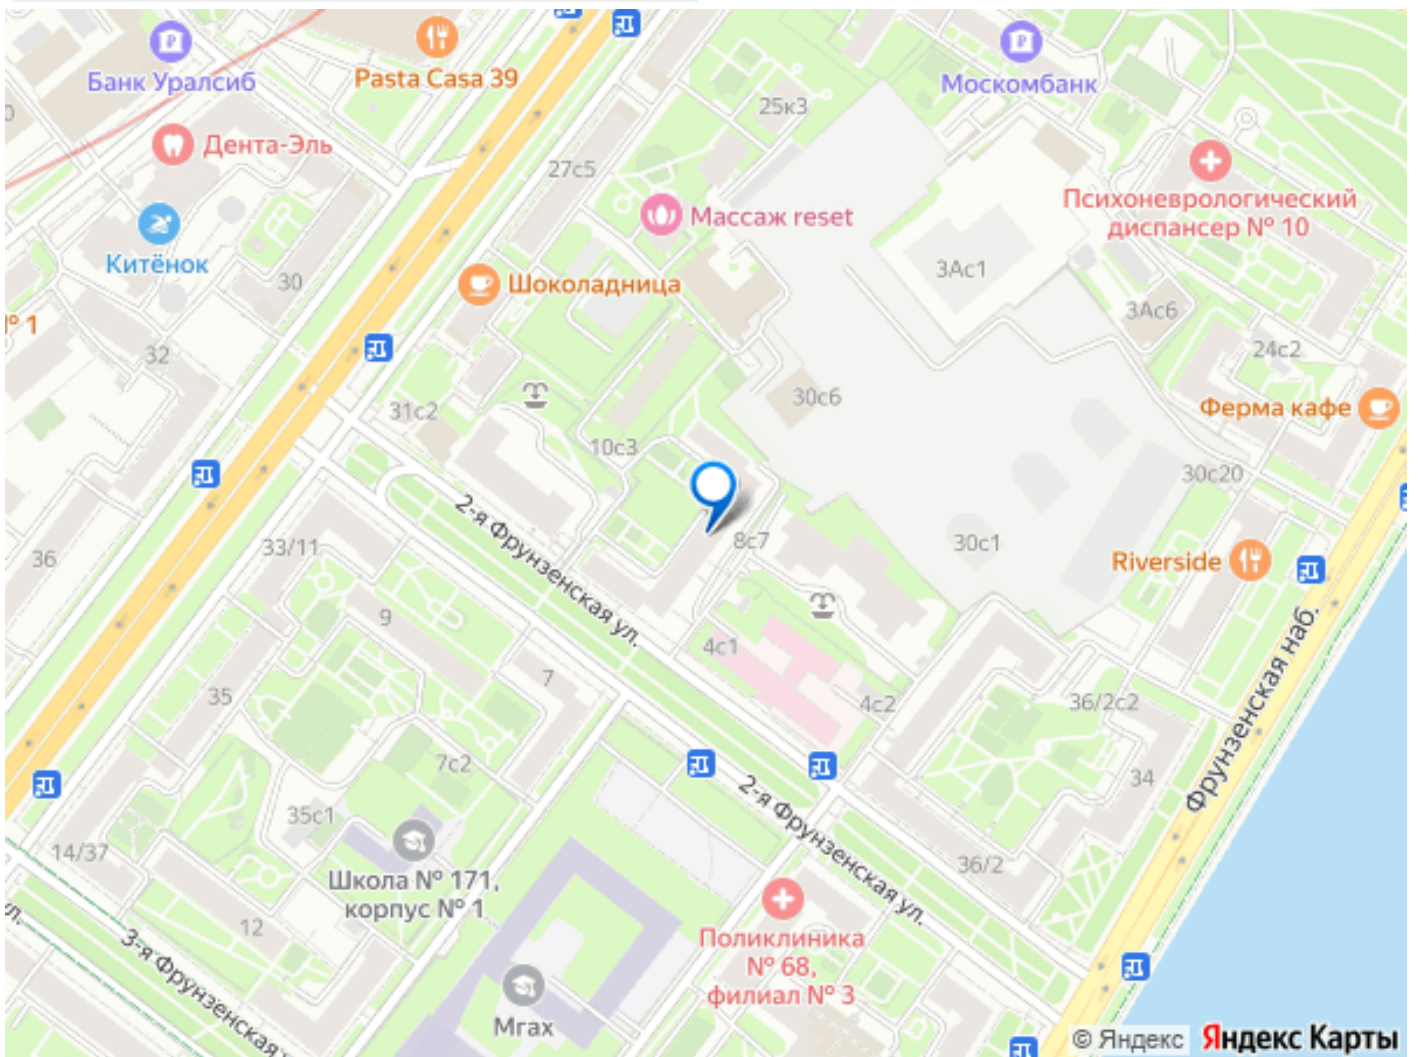 Банк Уралсиб
Pasta Casa 39
Москомбанк
25к3
Дента-Эль
27с5
Психоневрологический
диспансер № 10
Массаж reset
Китёнок
30
Шоколадница
3Ас1
3Ас6
№ 1
32
24с2
31с2
30с6
Ферма кафе
10с3
30с20
2-я Фрунзенская ул.
33/11
8с7
30с1
36
Riverside
9
4с1
7
35
4с2
36/2с2
Фрунзенская наб.
7с2
34
35с1
2-я Фрунзенская ул.
14/37
36/2
Школа № 171,
корпус № 1
12
ул.
3-я Фрунзенская
Поликлиника
№ 68,
филиал № 3
Мгах
© Яндекс Яндекс Карты